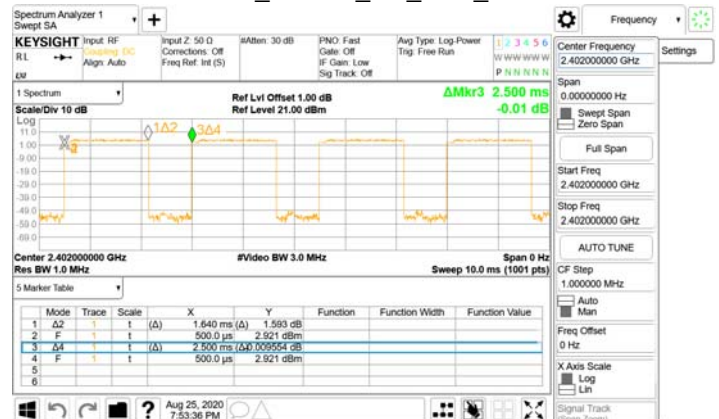 Spectrum Analyzer 1
Swept SA
Frequency
KEYSIGHT
RL
Input: RF
Coupling: DC
Align: Auto
Input Z: 50 Ω
Corrections: Off
Freq Ref: Int (S)
#Atten: 30 dB
PNO: Fast
Gate: Off
IF Gain: Low
Sig Track: Off
Avg Type: Log-Power
Trig: Free Run
1 2 3 4 5 6
W W W W W W
P N N N N N
Center Frequency
2.402000000 GHz
Settings
Span
0.00000000 Hz
Swept Span
Zero Span
Full Span
Start Freq
2.402000000 GHz
Stop Freq
2.402000000 GHz
AUTO TUNE
CF Step
1.000000 MHz
Auto
Man
Freq Offset
0 Hz
X Axis Scale
Log
Lin
Signal Track
1 Spectrum
Scale/Div 10 dB
Ref Lvl Offset 1.00 dB
Ref Level 21.00 dBm
ΔMkr3 2.500 ms
-0.01 dB
Log
11.0
1.00
-9.00
-19.0
-29.0
-39.0
-49.0
-59.0
-69.0
1Δ2
3Δ4
Center 2.402000000 GHz
Res BW 1.0 MHz
#Video BW 3.0 MHz
Span 0 Hz
Sweep 10.0 ms (1001 pts)
5 Marker Table
Mode Trace Scale X Y Function Function Width Function Value
1 Δ2 1 t (Δ) 1.640 ms (Δ) 1.593 dB
2 F 1 t 500.0 µs 2.921 dBm
3 Δ4 1 t (Δ) 2.500 ms (Δ)-0.009554 dB
4 F 1 t 500.0 µs 2.921 dBm
5
6
?
Aug 25, 2020
7:53:36 PM